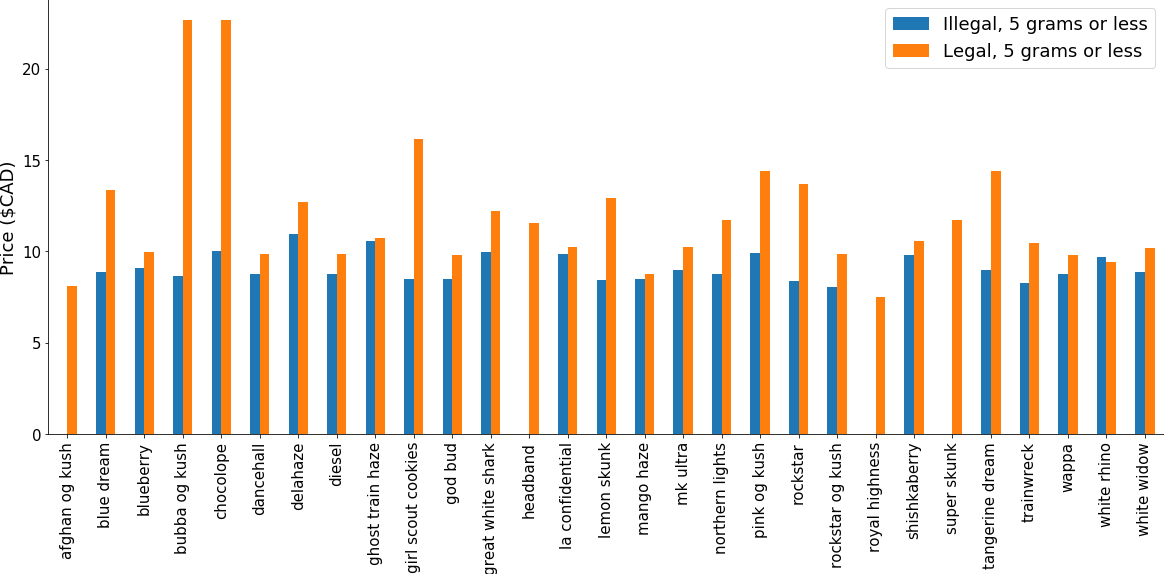 Illegal, 5 grams or less
Legal, 5 grams or less
Price ($CAD)
20
15
10
5
0
afghan og kush
blue dream
blueberry
bubba og kush
chocolope
dancehall
delahaze
diesel
ghost train haze
girl scout cookies
god bud
great white shark
headband
la confidential
lemon skunk
mango haze
mk ultra
northern lights
pink og kush
rockstar
rockstar og kush
royal highness
shishkaberry
super skunk
tangerine dream
trainwreck
wappa
white rhino
white widow